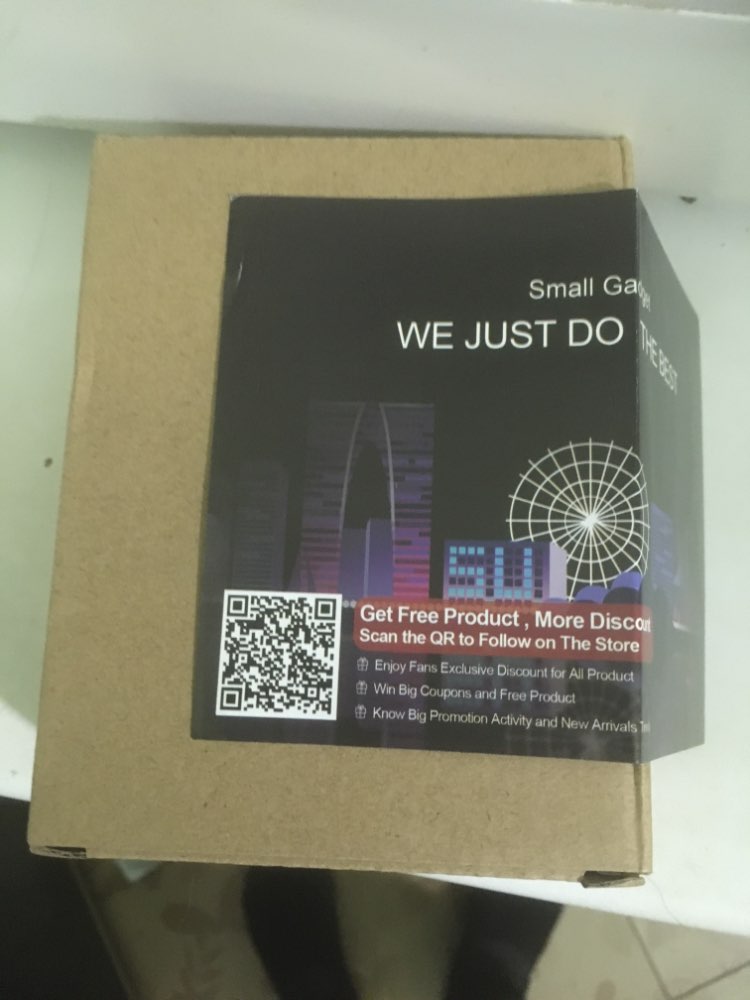 Small Gadget
WE JUST DO THE BEST
Get Free Product , More Discount
Scan the QR to Follow on The Store
Enjoy Fans Exclusive Discount for All Product
Win Big Coupons and Free Product
Know Big Promotion Activity and New Arrivals